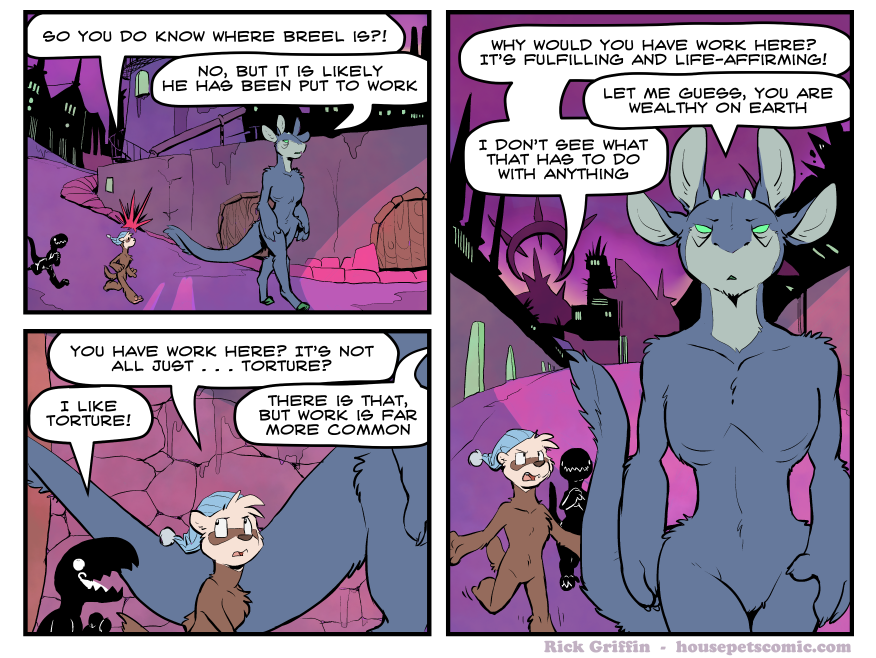 SO YOU DO KNOW WHERE BREEL IS?!
NO, BUT IT IS LIKELY
HE HAS BEEN PUT TO WORK
YOU HAVE WORK HERE? IT'S NOT
ALL JUST . . . TORTURE?
I LIKE
TORTURE!
THERE IS THAT,
BUT WORK IS FAR
MORE COMMON
WHY WOULD YOU HAVE WORK HERE?
IT'S FULFILLING AND LIFE-AFFIRMING!
LET ME GUESS, YOU ARE
WEALTHY ON EARTH
I DON'T SEE WHAT
THAT HAS TO DO
WITH ANYTHING
Rick Griffin - housepetscomic.com